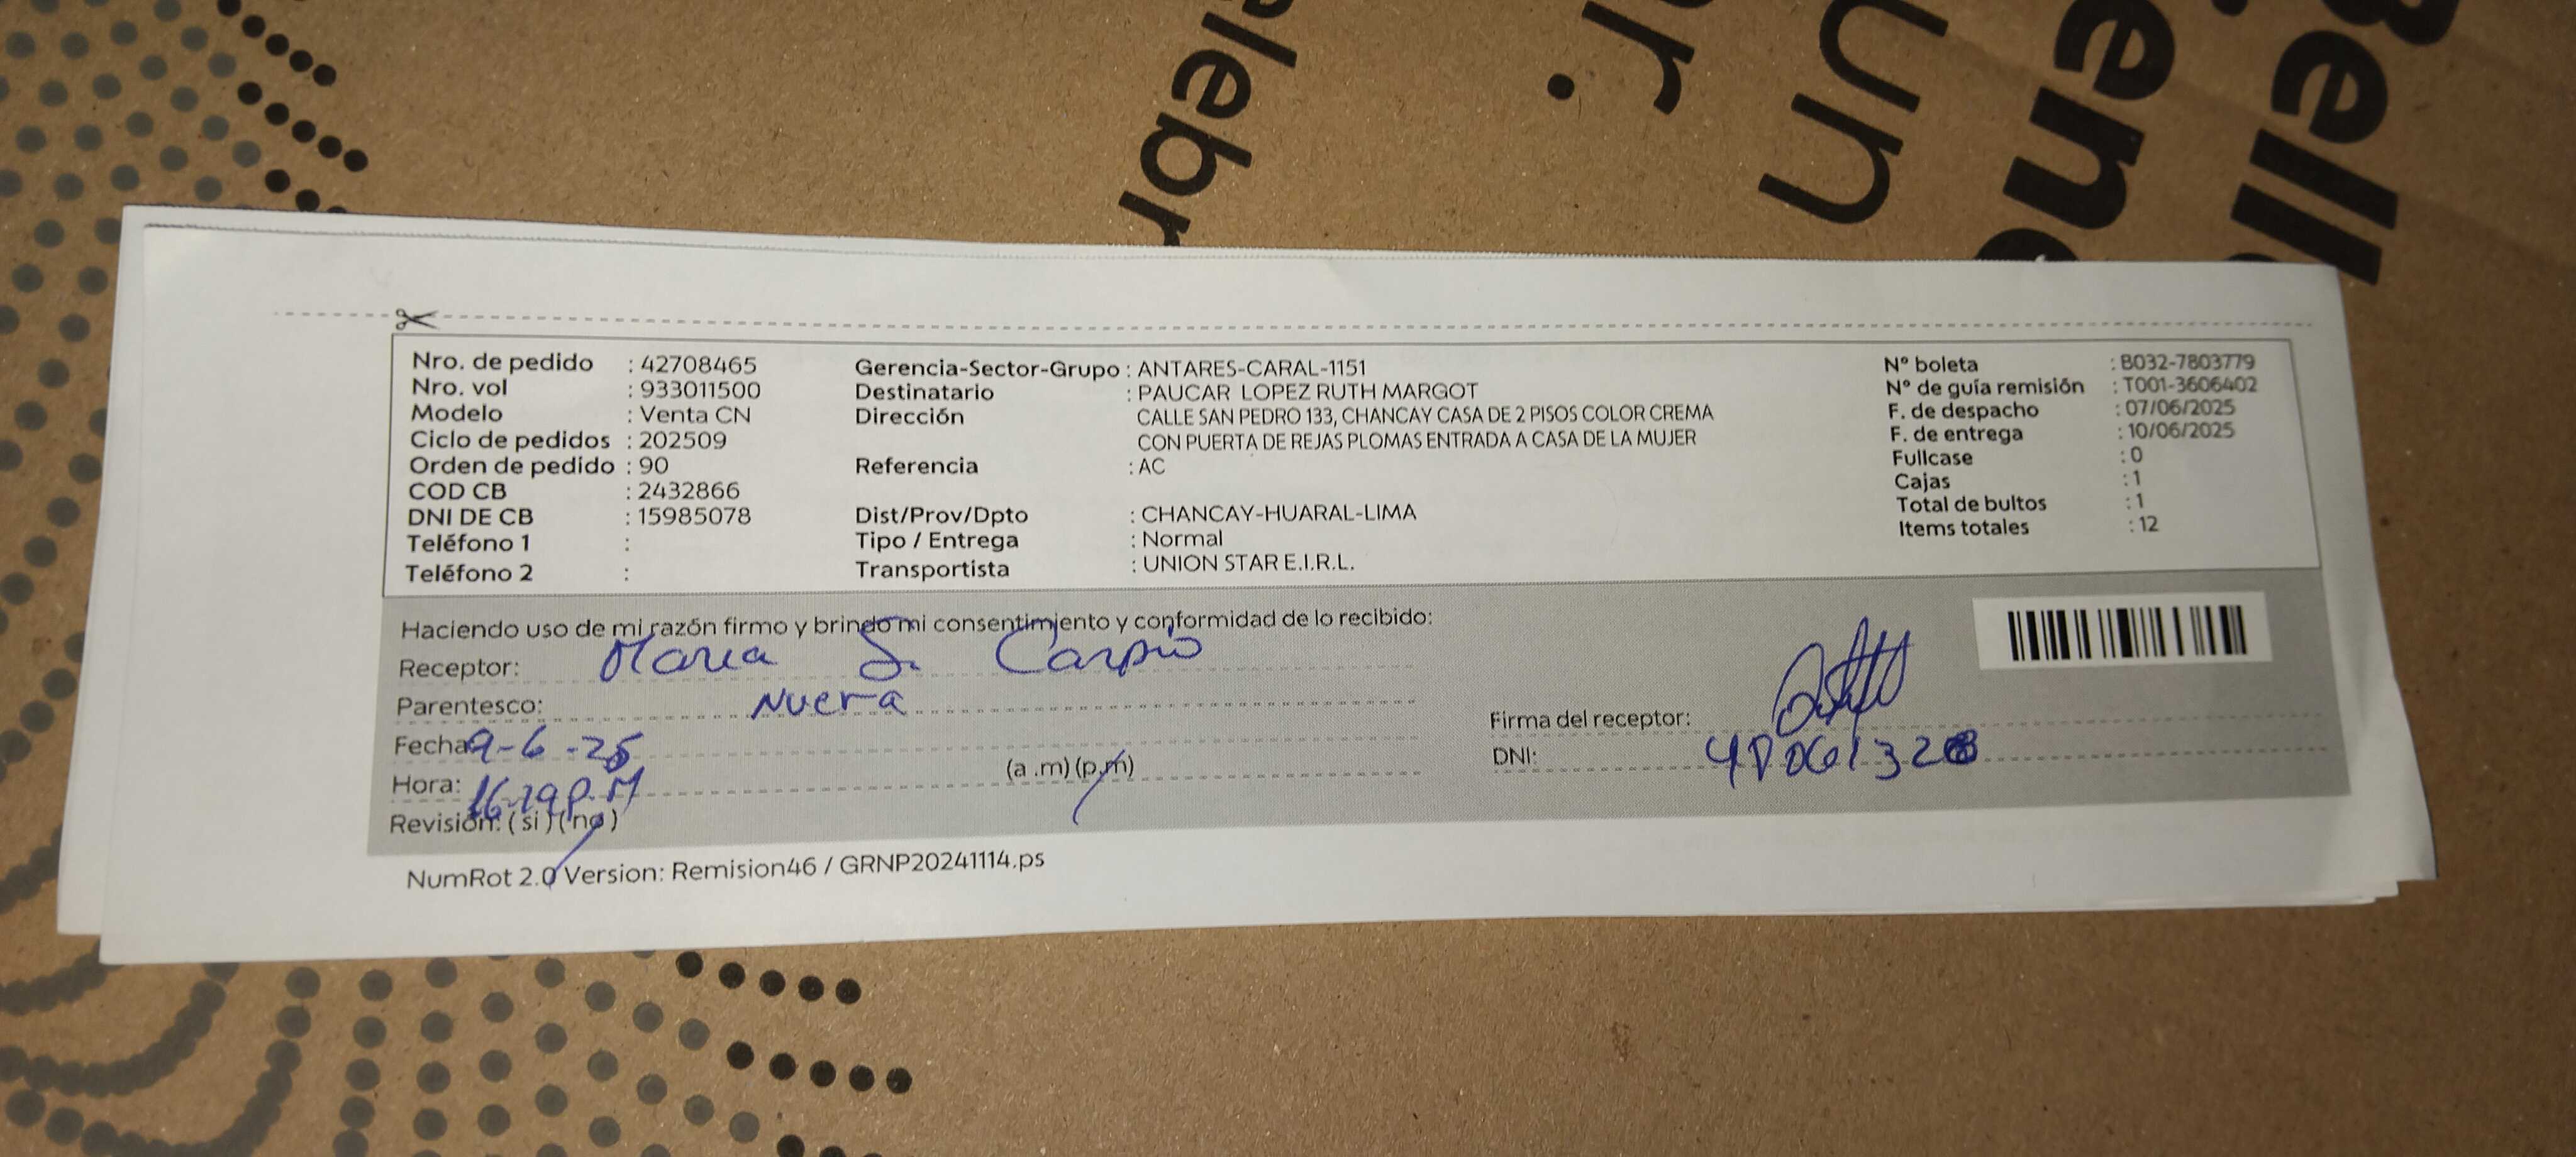 elebr
er.
un
ene
Bell
Nro. de pedido : 42708465
Nro. vol : 933011500
Modelo : Venta CN
Ciclo de pedidos : 202509
Orden de pedido : 90
COD CB : 2432866
DNI DE CB : 15985078
Teléfono 1 :
Teléfono 2 :
Gerencia-Sector-Grupo : ANTARES-CARAL-1151
Destinatario : PAUCAR LOPEZ RUTH MARGOT
Dirección CALLE SAN PEDRO 133, CHANCAY CASA DE 2 PISOS COLOR CREMA
CON PUERTA DE REJAS PLOMAS ENTRADA A CASA DE LA MUJER
Referencia : AC
Dist/Prov/Dpto : CHANCAY-HUARAL-LIMA
Tipo / Entrega : Normal
Transportista : UNION STAR E.I.R.L.
Nº boleta : B032-7803779
Nº de guía remisión : T001-3606402
F. de despacho : 07/06/2025
F. de entrega : 10/06/2025
Fullcase : 0
Cajas : 1
Total de bultos : 1
Items totales : 12
Haciendo uso de mi razón firmo y brindo mi consentimiento y conformidad de lo recibido:
Receptor: Maria S. Carpio
Parentesco: Nuera
Fecha 9-6-25
Hora: 16:19 P.M (a .m) (p.m)
Revisión: ( si ) ( no )
Firma del receptor:
DNI:
NumRot 2.0 Version: Remision46 / GRNP20241114.ps